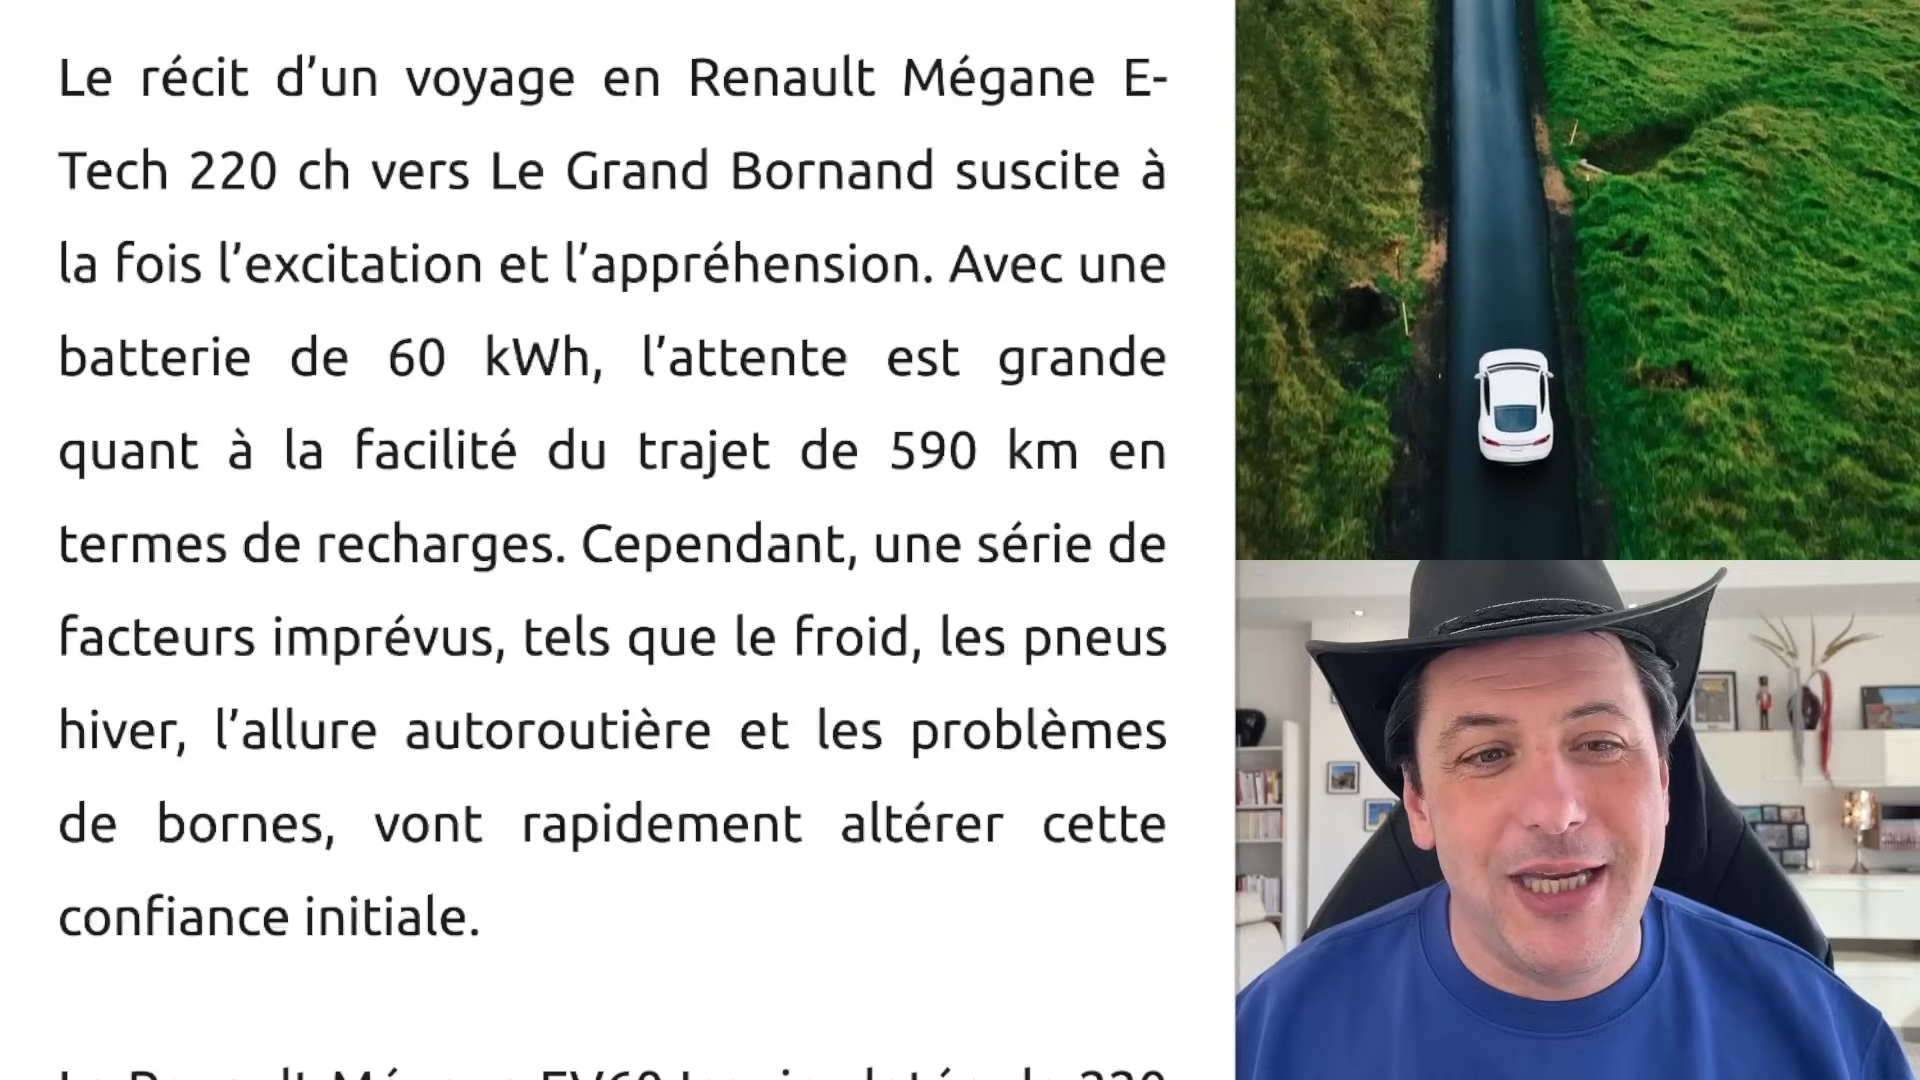 Le récit d’un voyage en Renault Mégane E-
Tech 220 ch vers Le Grand Bornand suscite à
la fois l’excitation et l’appréhension. Avec une
batterie de 60 kWh, l’attente est grande
quant à la facilité du trajet de 590 km en
termes de recharges. Cependant, une série de
facteurs imprévus, tels que le froid, les pneus
hiver, l’allure autoroutière et les problèmes
de bornes, vont rapidement altérer cette
confiance initiale.